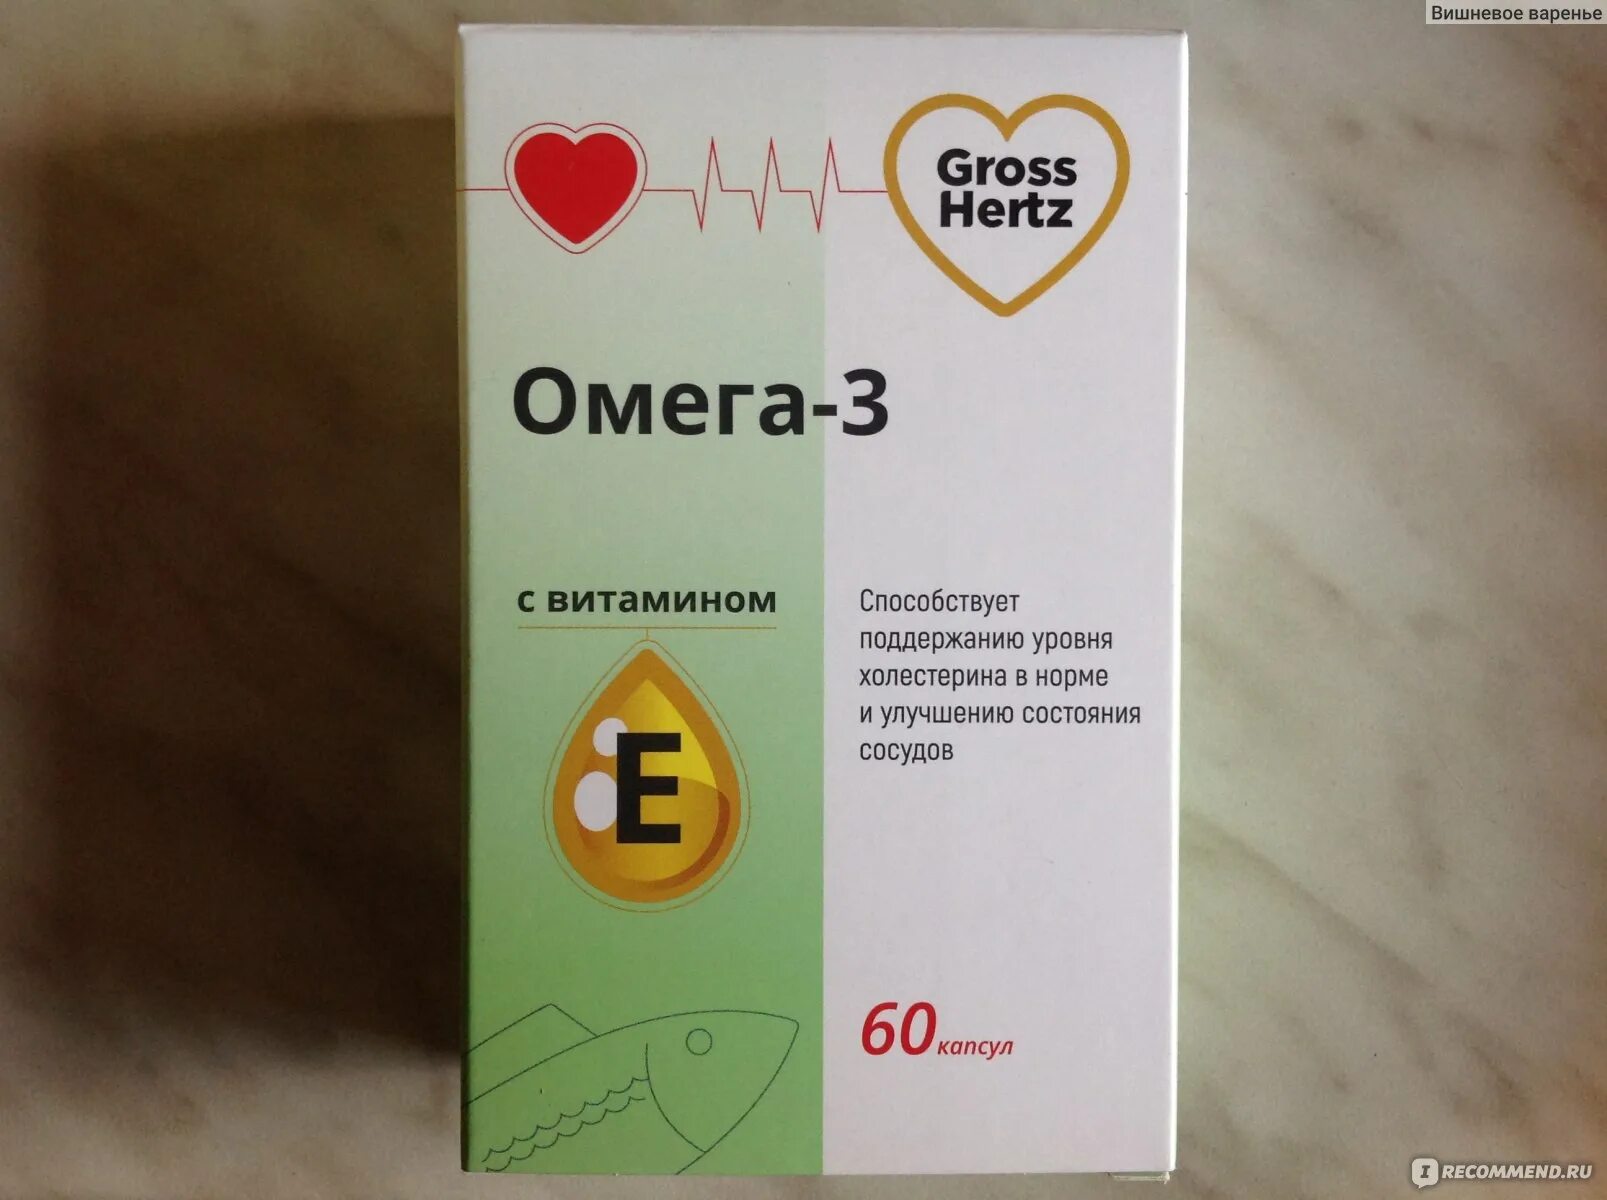 Вишневое варенье
Gross
Hertz
Омега-3
с витамином
E
Способствует
поддержанию уровня
холестерина в норме
и улучшению состояния
сосудов
60 капсул
I RECOMMEND.RU